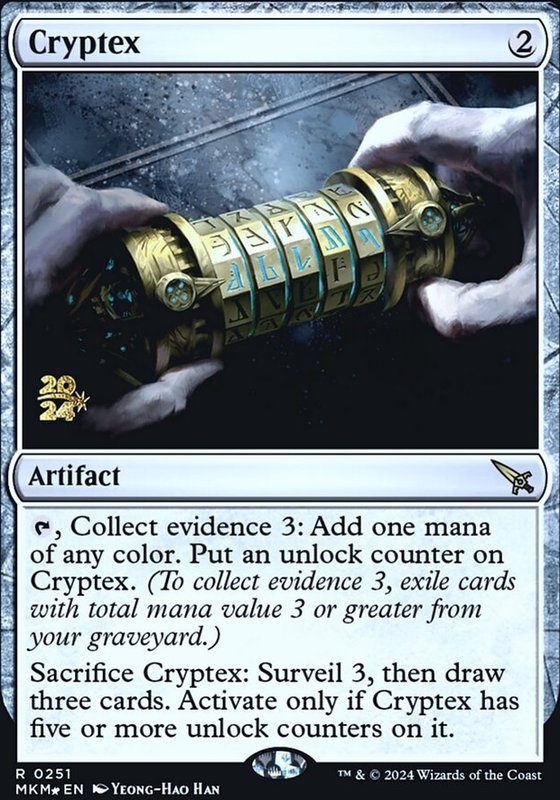 Cryptex 2
2024
Artifact
, Collect evidence 3: Add one mana
of any color. Put an unlock counter on
Cryptex. (To collect evidence 3, exile cards
with total mana value 3 or greater from
your graveyard.)
Sacrifice Cryptex: Surveil 3, then draw
three cards. Activate only if Cryptex has
five or more unlock counters on it.
R 0251
MKM★EN Yeong-Hao Han
™ & © 2024 Wizards of the Coast